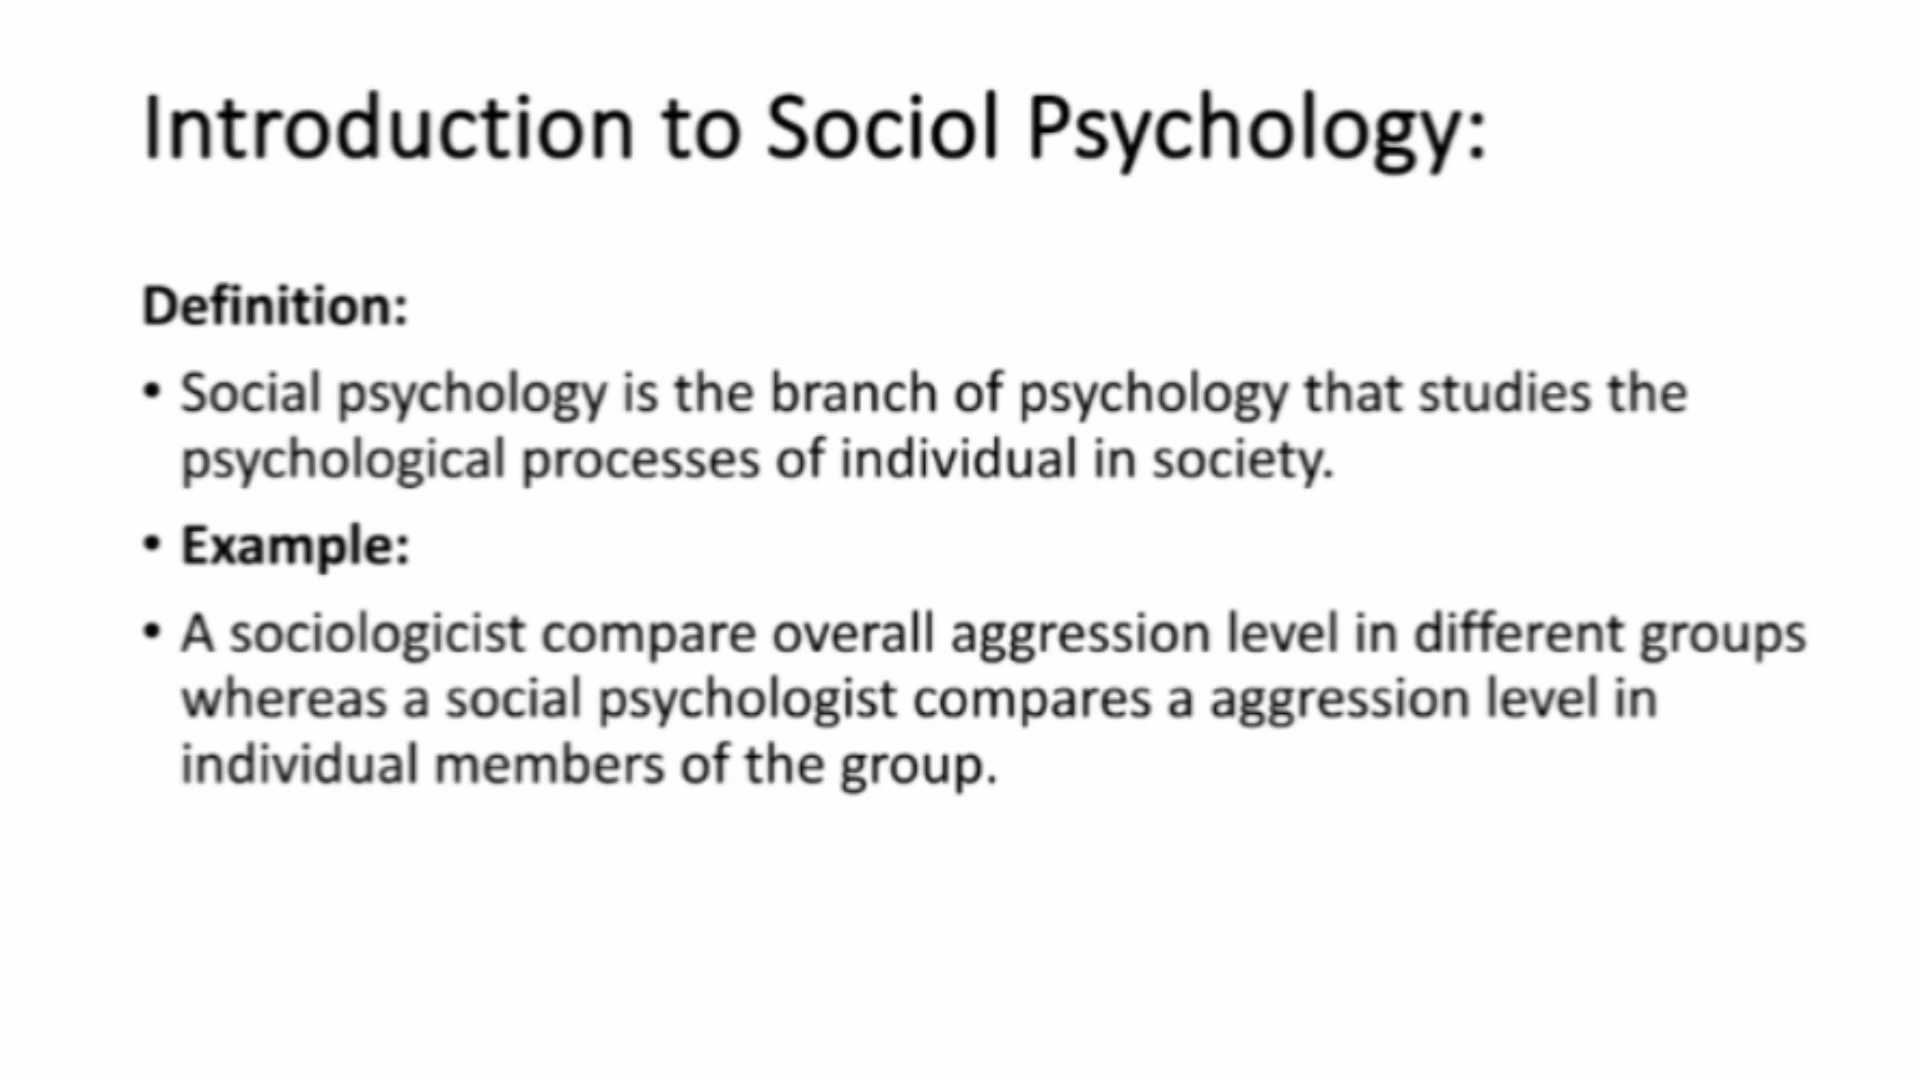 Introduction to Sociol Psychology:
Definition:
• Social psychology is the branch of psychology that studies the
psychological processes of individual in society.
• Example:
• A sociologicist compare overall aggression level in different groups
whereas a social psychologist compares a aggression level in
individual members of the group.